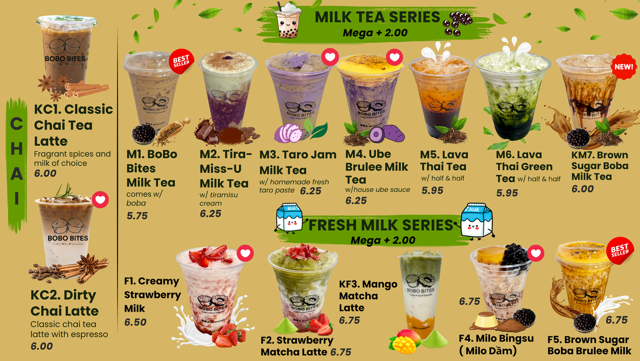 MILK TEA SERIES
Mega + 2.00
CHAI
BOBO BITES
KC1. Classic
Chai Tea
Latte
Fragrant spices and
milk of choice
6.00
BOBO BITES
KC2. Dirty
Chai Latte
Classic chai tea
latte with espresso
6.00
BEST
SELLER
M1. BoBo
Bites
Milk Tea
comes w/
boba
5.75
M2. Tira-
Miss-U
Milk Tea
w/ tiramisu
cream
6.25
M3. Taro Jam
Milk Tea
w/ homemade fresh
taro paste 6.25
M4. Ube
Brulee Milk
Tea
w/house ube sauce
6.25
M5. Lava
Thai Tea
w/ half & half
5.95
M6. Lava
Thai Green
Tea w/ half & half
5.95
NEW!
KM7. Brown
Sugar Boba
Milk Tea
6.00
FRESH MILK SERIES
Mega + 2.00
F1. Creamy
Strawberry
Milk
6.50
F2. Strawberry
Matcha Latte 6.75
KF3. Mango
Matcha
Latte
6.75
BOBO BITES
6.75
F4. Milo Bingsu
( Milo Dầm)
BEST
SELLER
6.75
F5. Brown Sugar
Boba Brulee Milk